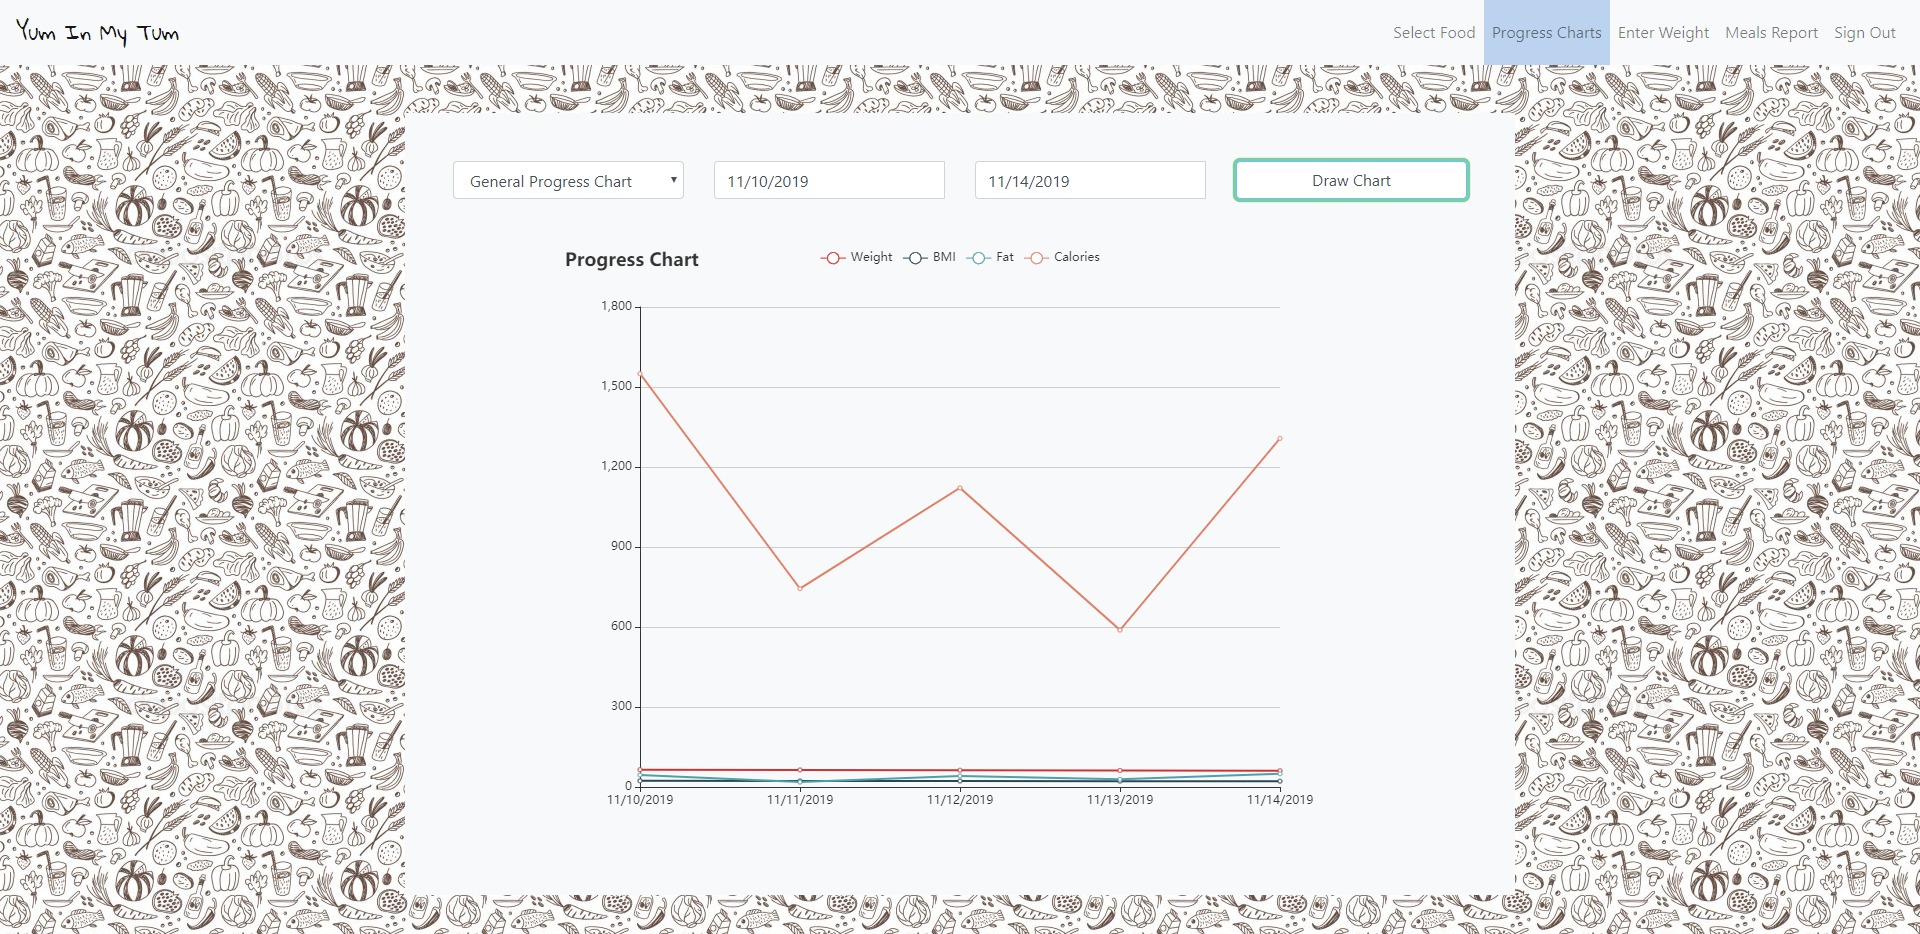 Yum In My Tum
Select Food Progress Charts Enter Weight Meals Report Sign Out
General Progress Chart 11/10/2019 11/14/2019 Draw Chart
Progress Chart
Weight BMI Fat Calories
1,800
1,500
1,200
900
600
300
0
11/10/2019 11/11/2019 11/12/2019 11/13/2019 11/14/2019